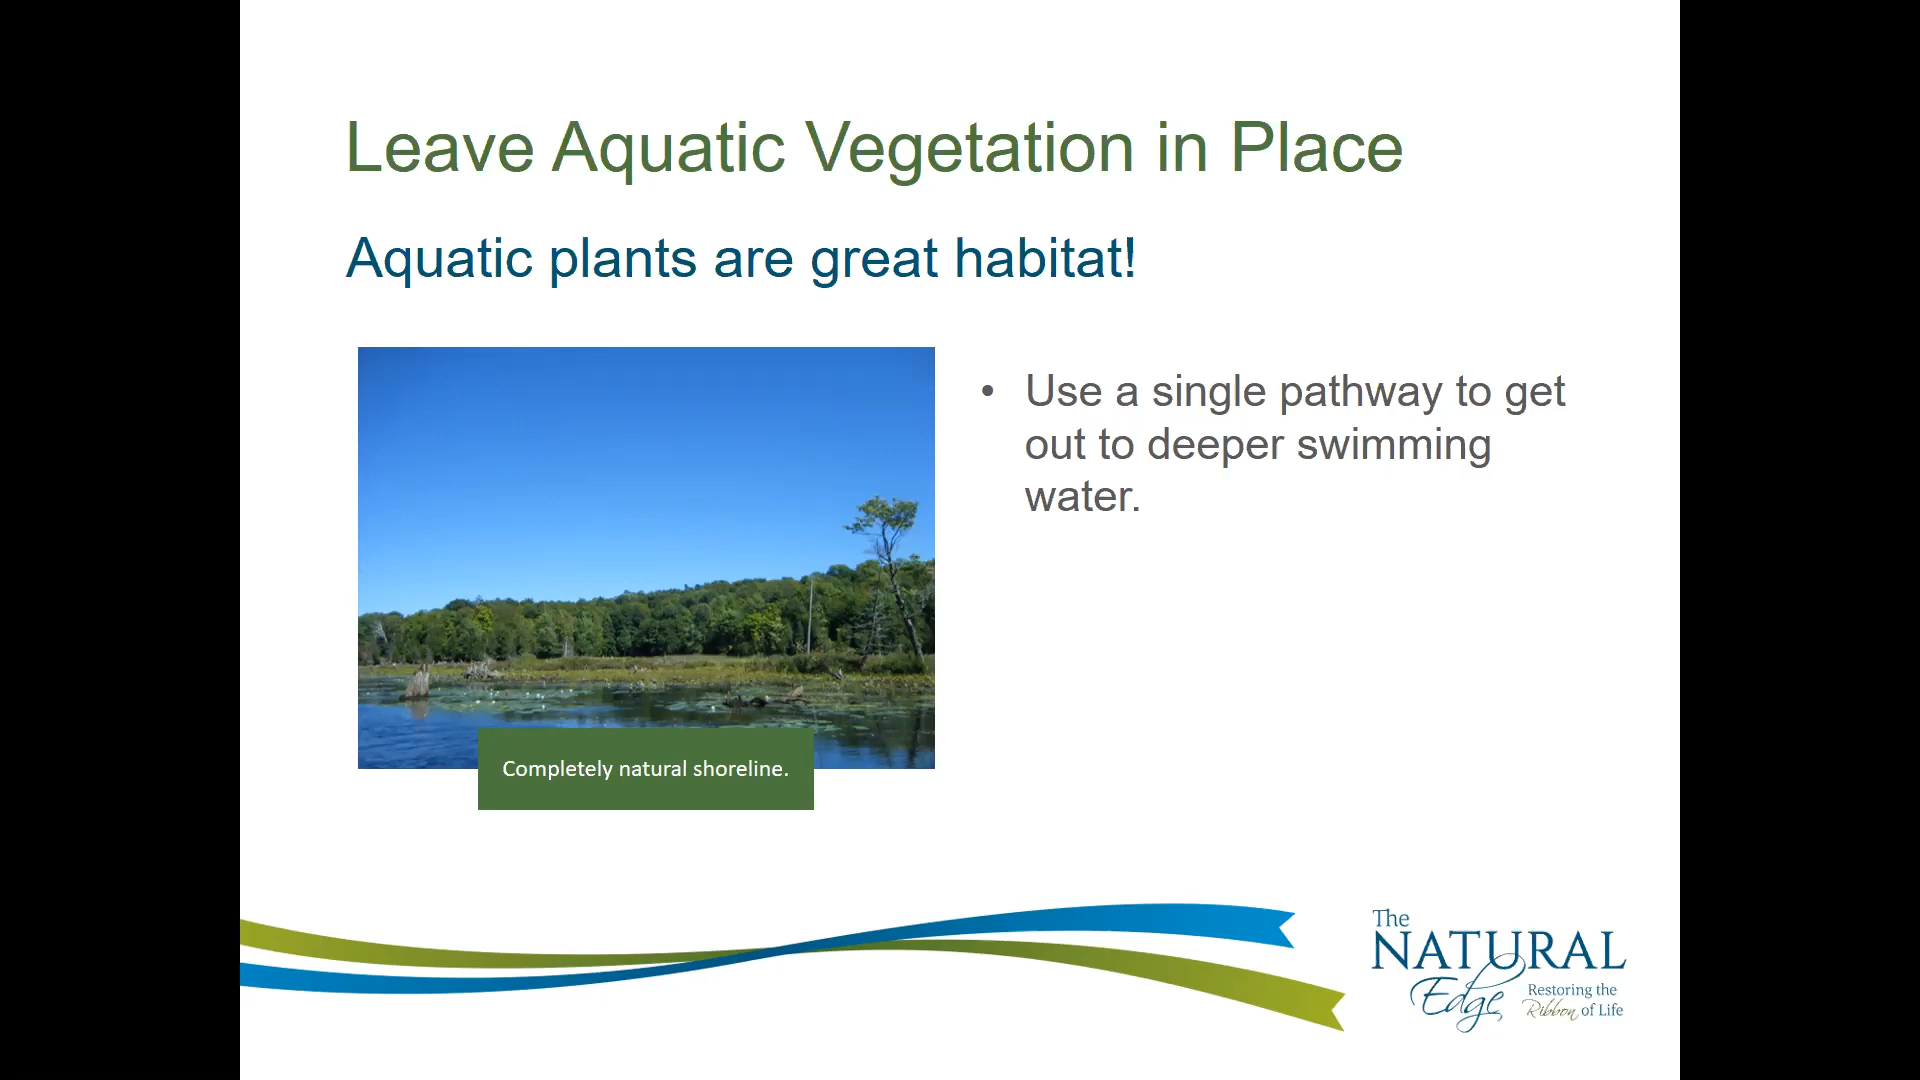 Leave Aquatic Vegetation in Place
Aquatic plants are great habitat!
• Use a single pathway to get
out to deeper swimming
water.
Completely natural shoreline.
The
NATURAL
Edge
Restoring the
Ribbon of Life